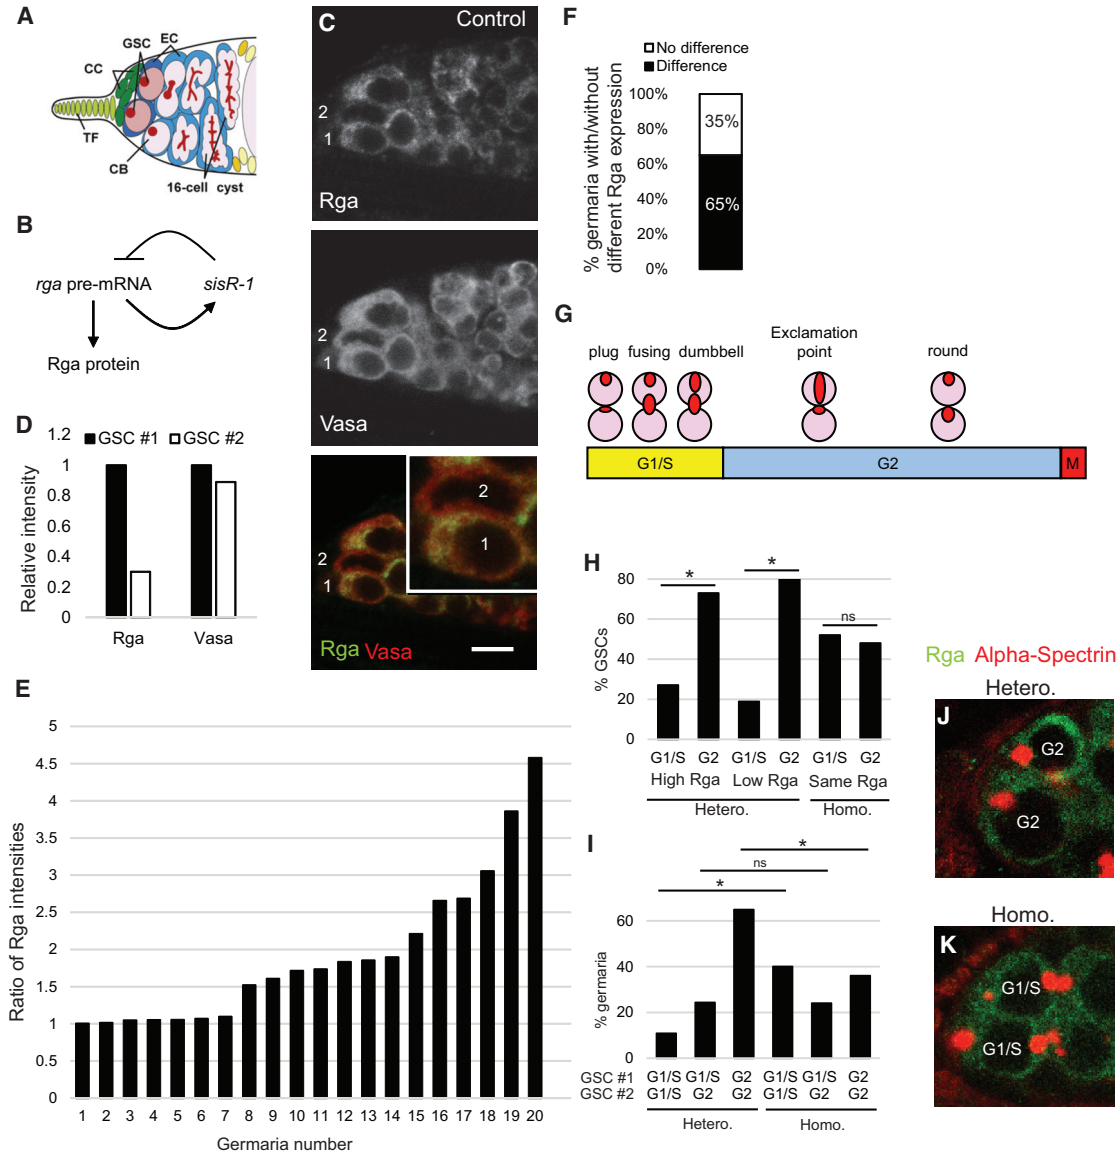 A
GSC
EC
CC
TF
CB
16-cell cyst
B
rga pre-mRNA
sisR-1
Rga protein
C
Control
2
1
Rga
2
1
Vasa
2
1
2
1
Rga Vasa
D
GSC #1
GSC #2
1.2
1
0.8
0.6
0.4
0.2
0
Relative intensity
Rga
Vasa
E
5
4.5
4
3.5
3
2.5
2
1.5
1
0.5
0
Ratio of Rga intensities
1 2 3 4 5 6 7 8 9 10 11 12 13 14 15 16 17 18 19 20
Germaria number
F
No difference
Difference
100%
80%
60%
40%
20%
0%
% germaria with/without
different Rga expression
35%
65%
G
plug
fusing
dumbbell
Exclamation
point
round
G1/S
G2
M
H
80
60
40
20
0
% GSCs
*
*
ns
G1/S G2 G1/S G2 G1/S G2
High Rga Low Rga Same Rga
Hetero. Homo.
I
*
ns
*
60
40
20
0
% germaria
GSC #1 G1/S G1/S G2 G1/S G1/S G2
GSC #2 G1/S G2 G2 G1/S G2 G2
Hetero. Homo.
Rga Alpha-Spectrin
Hetero.
J
G2
G2
Homo.
K
G1/S
G1/S